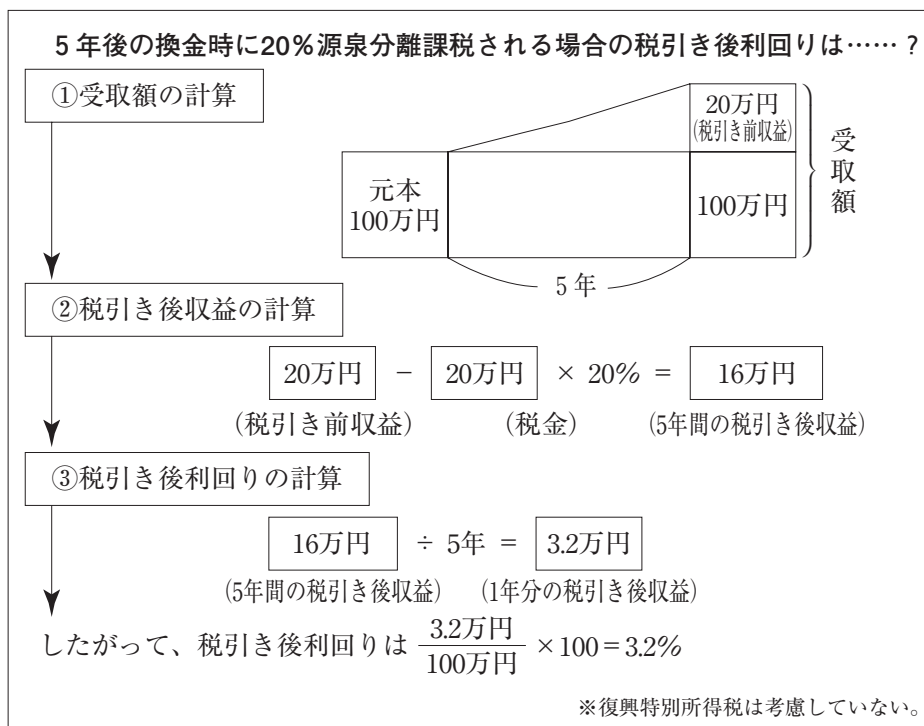 5年後の換金時に20％源泉分離課税される場合の税引き後利回りは……？
①受取額の計算
20万円
(税引き前収益)
元本
100万円
100万円
受取額
5年
②税引き後収益の計算
20万円 − 20万円 × 20% = 16万円
(税引き前収益) (税金) (5年間の税引き後収益)
③税引き後利回りの計算
16万円 ÷ 5年 = 3.2万円
(5年間の税引き後収益) (1年分の税引き後収益)
したがって、税引き後利回りは 3.2万円/100万円 ×100＝3.2%
※復興特別所得税は考慮していない。